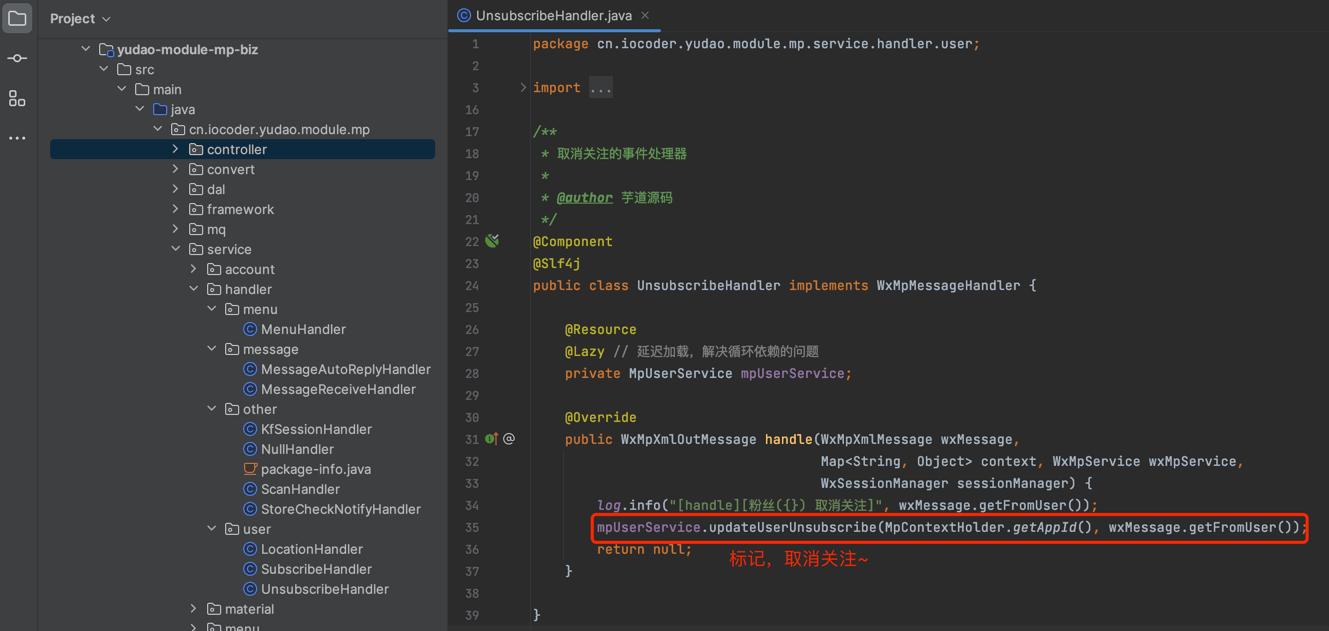 Project
yudao-module-mp-biz
src
main
java
cn.iocoder.yudao.module.mp
controller
convert
dal
framework
mq
service
account
handler
menu
MenuHandler
message
MessageAutoReplyHandler
MessageReceiveHandler
other
KfSessionHandler
NullHandler
package-info.java
ScanHandler
StoreCheckNotifyHandler
user
LocationHandler
SubscribeHandler
UnsubscribeHandler
material
menu
UnsubscribeHandler.java
1 package cn.iocoder.yudao.module.mp.service.handler.user;
2
3 import ...
16
17 /**
18 * 取消关注的事件处理器
19 *
20 * @author 芋道源码
21 */
22 @Component
23 @Slf4j
24 public class UnsubscribeHandler implements WxMpMessageHandler {
25
26 @Resource
27 @Lazy // 延迟加载，解决循环依赖的问题
28 private MpUserService mpUserService;
29
30 @Override
31 public WxMpXmlOutMessage handle(WxMpXmlMessage wxMessage,
32 Map<String, Object> context, WxMpService wxMpService,
33 WxSessionManager sessionManager) {
34 log.info("[handle][粉丝({}) 取消关注]", wxMessage.getFromUser());
35 mpUserService.updateUserUnsubscribe(MpContextHolder.getAppId(), wxMessage.getFromUser());
36 return null;
标记，取消关注~
37 }
38
39 }